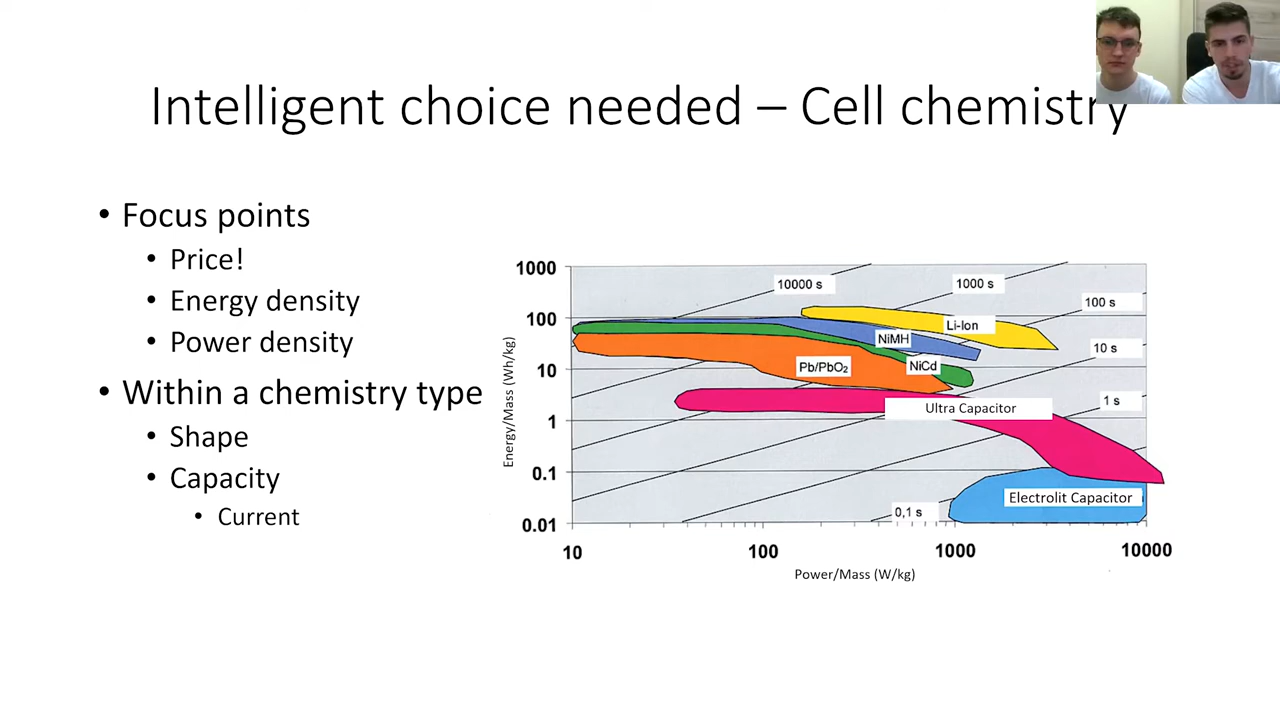 Intelligent choice needed – Cell chemistry
• Focus points
• Price!
• Energy density
• Power density
• Within a chemistry type
• Shape
• Capacity
• Current
Energy/Mass (Wh/kg)
1000
100
10
1
0.1
0.01
10000 s
1000 s
100 s
10 s
1 s
0,1 s
Li-Ion
NiMH
NiCd
Pb/PbO₂
Ultra Capacitor
Electrolit Capacitor
10
100
1000
10000
Power/Mass (W/kg)